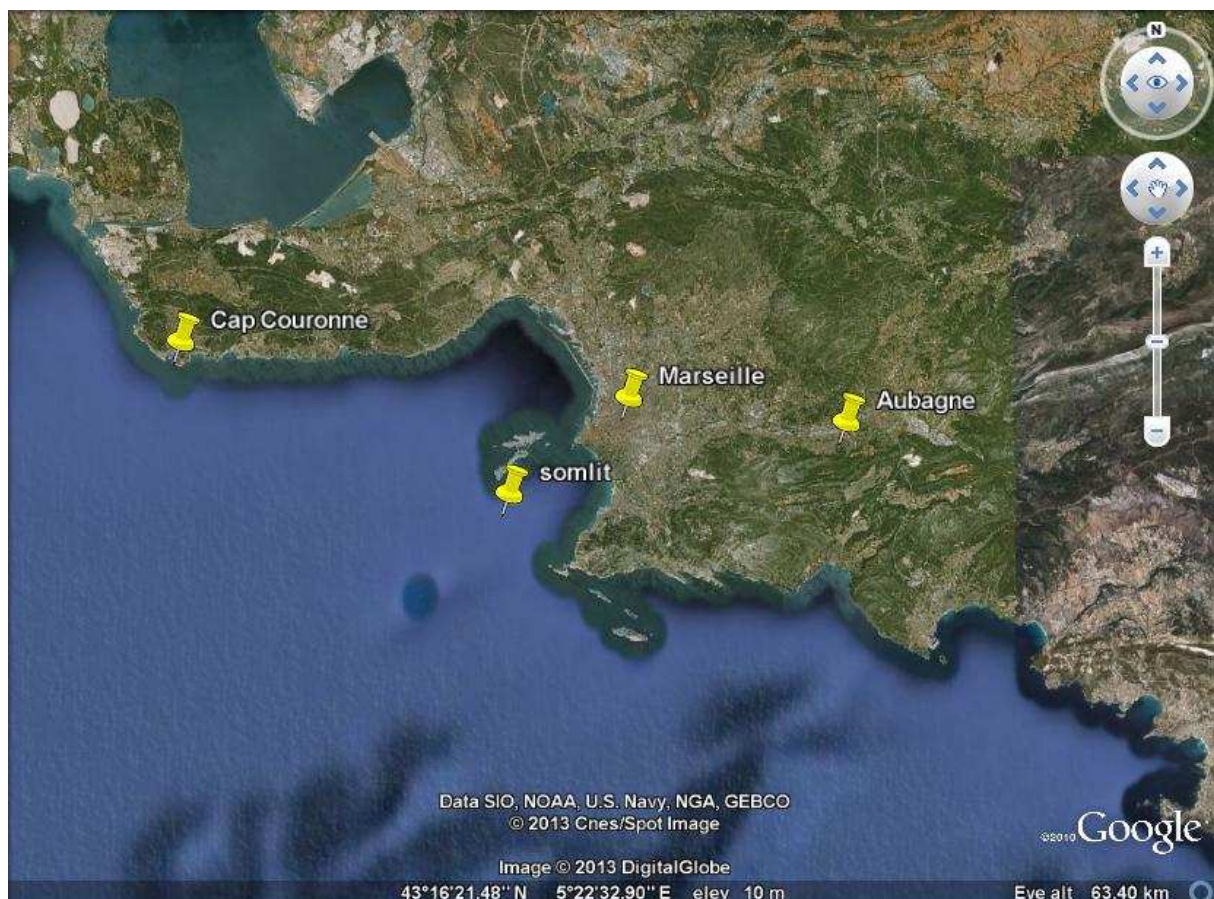 N
Cap Couronne
Marseille
Aubagne
somlit
Data SIO, NOAA, U.S. Navy, NGA, GEBCO
© 2013 Cnes/Spot Image
©2010 Google
Image © 2013 DigitalGlobe
43°16'21.48" N 5°22'32.90" E elev 10 m Eye alt 63.40 km